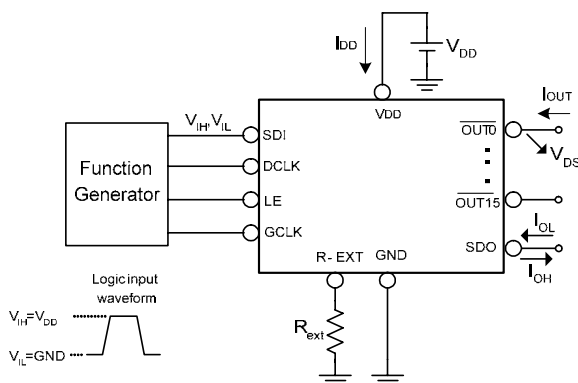 IDD
VDD
VDD
VIH, VIL
IOUT
SDI
OUT0
Function
Generator
DCLK
VDS
LE
OUT15
IOL
GCLK
SDO
R-EXT
GND
IOH
Logic input
waveform
VIH=VDD
Rext
VIL=GND